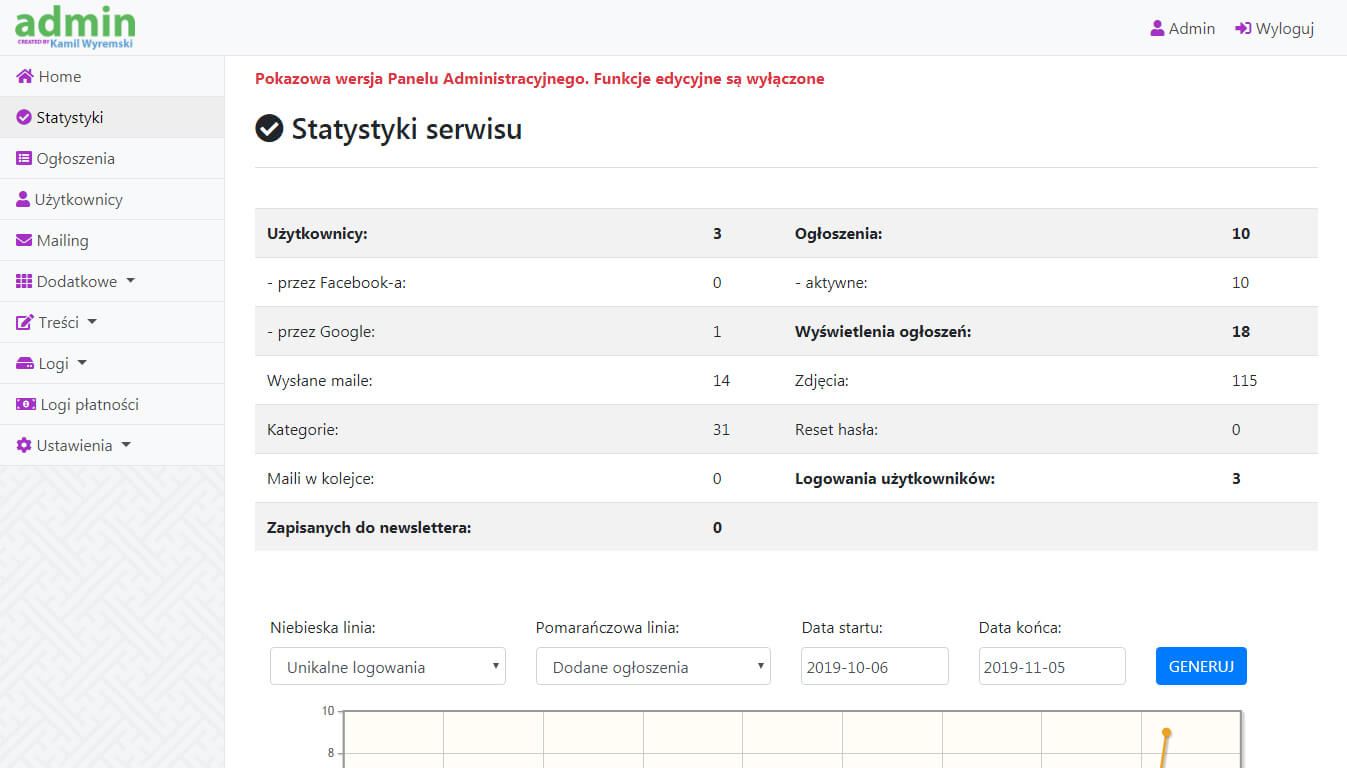 admin
CREATED BY Kamil Wyremski
Admin Wyloguj
Home
Statystyki
Ogłoszenia
Użytkownicy
Mailing
Dodatkowe
Treści
Logi
Logi płatności
Ustawienia
Pokazowa wersja Panelu Administracyjnego. Funkcje edycyjne są wyłączone
Statystyki serwisu
Użytkownicy: 3 Ogłoszenia: 10
- przez Facebook-a: 0 - aktywne: 10
- przez Google: 1 Wyświetlenia ogłoszeń: 18
Wysłane maile: 14 Zdjęcia: 115
Kategorie: 31 Reset hasła: 0
Maili w kolejce: 0 Logowania użytkowników: 3
Zapisanych do newslettera: 0
Niebieska linia: Pomarańczowa linia: Data startu: Data końca:
Unikalne logowania Dodane ogłoszenia 2019-10-06 2019-11-05 GENERUJ
10
8